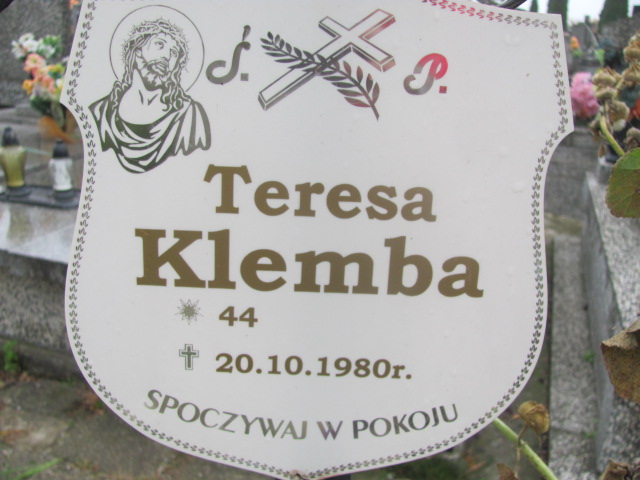 Ś. P.
Teresa
Klemba
44
20.10.1980r.
SPOCZYWAJ W POKOJU